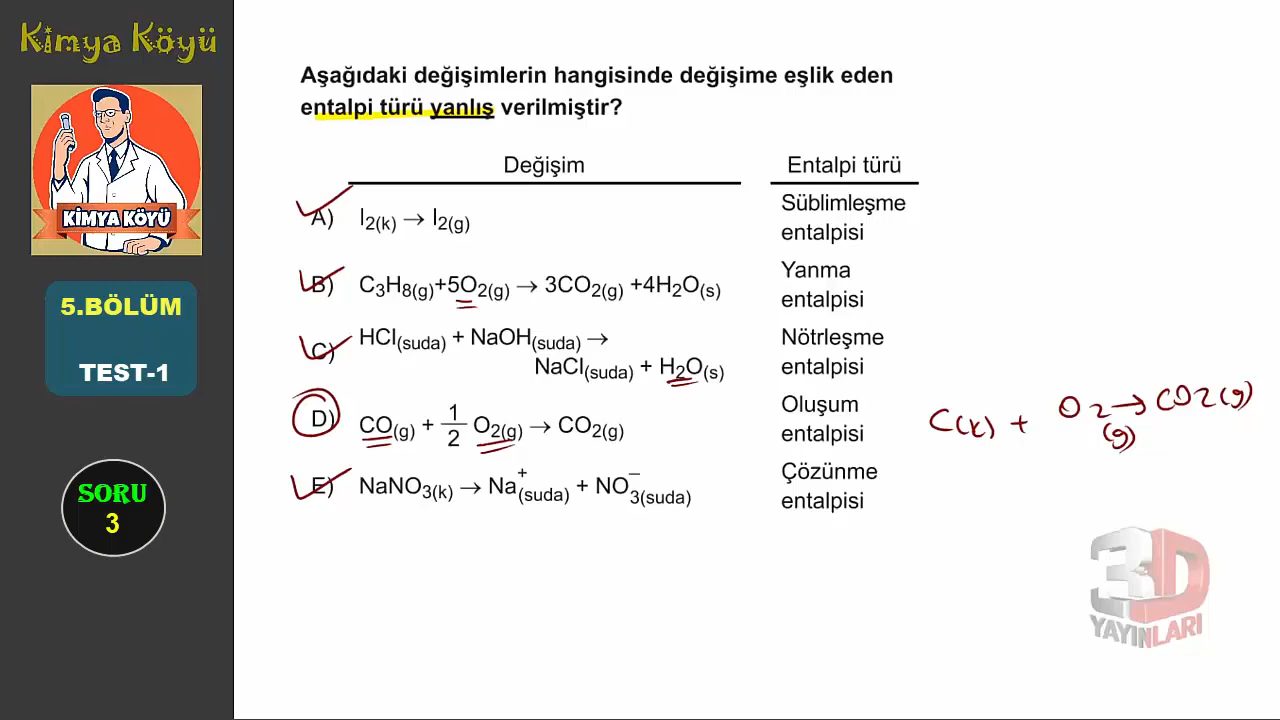 Kimya Köyü
KİMYA KÖYÜ
5.BÖLÜM
TEST-1
SORU
3
Aşağıdaki değişimlerin hangisinde değişime eşlik eden
entalpi türü yanlış verilmiştir?
Değişim Entalpi türü
A) I2(k) → I2(g) Süblimleşme
entalpisi
B) C3H8(g)+5O2(g) → 3CO2(g) +4H2O(s) Yanma
entalpisi
C) HCl(suda) + NaOH(suda) → Nötrleşme
NaCl(suda) + H2O(s) entalpisi
D) CO(g) + 1/2 O2(g) → CO2(g) Oluşum
entalpisi
C(k) + O2(g) → CO2(g)
E) NaNO3(k) → Na+(suda) + NO3−(suda) Çözünme
entalpisi
3D
YAYINLARI